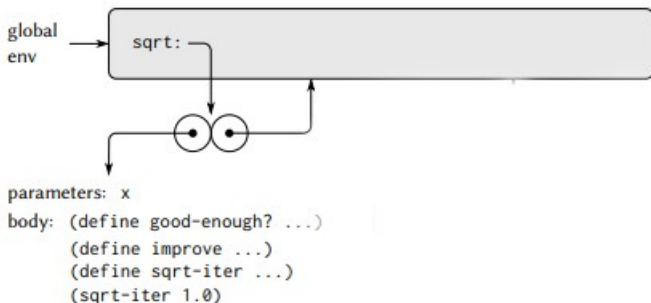 global
env
sqrt:
parameters: x
body: (define good-enough? ...)
(define improve ...)
(define sqrt-iter ...)
(sqrt-iter 1.0)